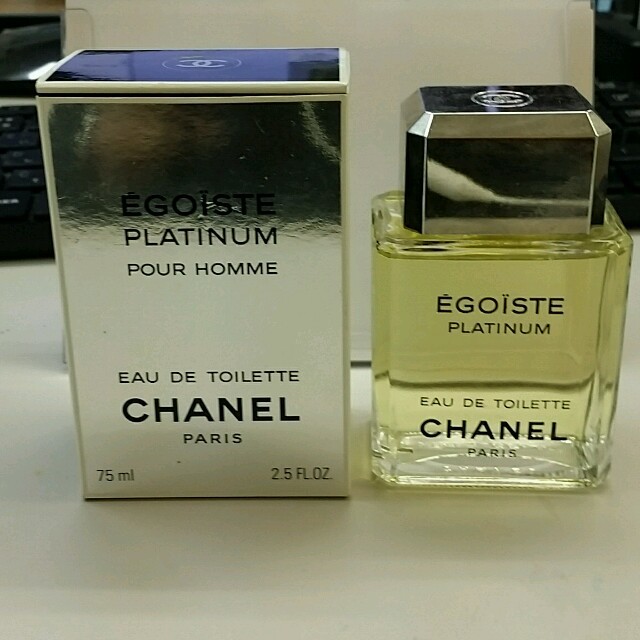 ÉGOÏSTE
PLATINUM
POUR HOMME
EAU DE TOILETTE
CHANEL
PARIS
75 ml 2.5 FL.OZ.
ÉGOÏSTE
PLATINUM
EAU DE TOILETTE
CHANEL
PARIS